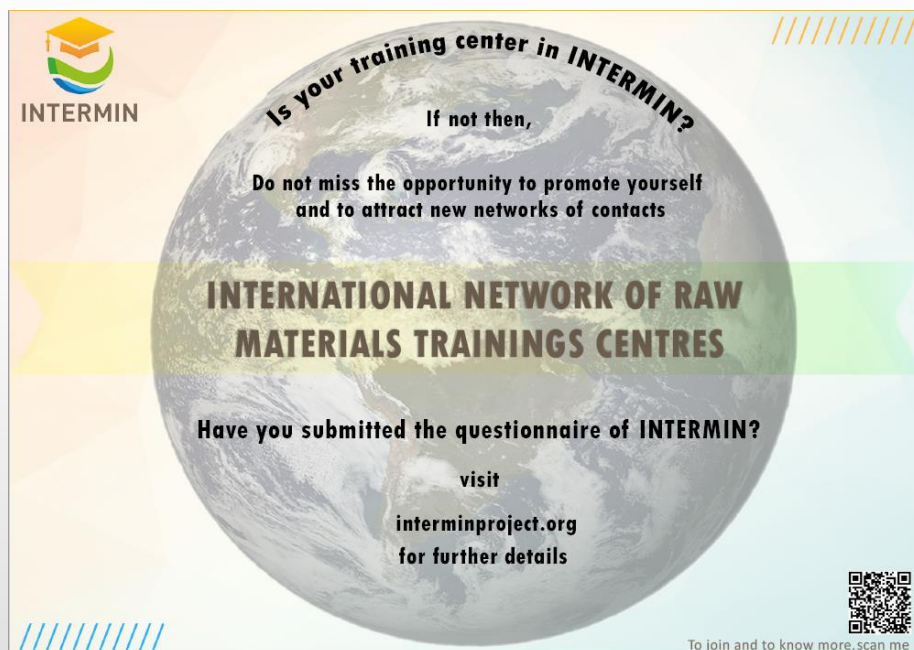 INTERMIN
Is your training center in INTERMIN?
If not then,
Do not miss the opportunity to promote yourself
and to attract new networks of contacts
INTERNATIONAL NETWORK OF RAW
MATERIALS TRAININGS CENTRES
Have you submitted the questionnaire of INTERMIN?
visit
interminproject.org
for further details
To join and to know more, scan me